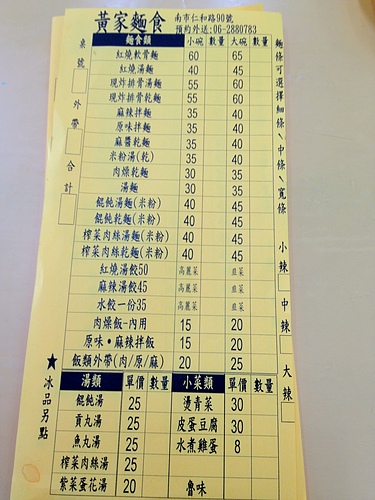 黃家麵食
南市仁和路90號
預約外送:06-2880783
麵食類 小碗 數量 大碗 數量
紅燒軟骨麵 60 65
紅燒湯麵 40 45
現炸排骨湯麵 55 60
現炸排骨乾麵 55 60
麻辣拌麵 35 40
原味拌麵 35 40
麻醬乾麵 35 40
米粉湯(乾) 35 40
肉燥乾麵 30 35
湯麵 30 35
餛飩湯麵(米粉) 40 45
餛飩乾麵(米粉) 40 45
榨菜肉絲湯麵(米粉) 40 45
榨菜肉絲乾麵(米粉) 40 45
紅燒湯餃50 高麗菜 韭菜
麻辣湯餃45 高麗菜 韭菜
水餃一份35 高麗菜 韭菜
肉燥飯-內用 15 20
原味•麻辣拌飯 15 20
飯類外帶(肉/原/麻) 20 25
湯類 單價 數量 小菜類 單價 數量
餛飩湯 25 燙青菜 30
貢丸湯 25 皮蛋豆腐 30
魚丸湯 25 水煮雞蛋 8
榨菜肉絲湯 25
紫菜蛋花湯 20 魯味
桌號
外帶
合計
★冰品另點
麵條可選擇細條、中條、寬條
小辣
中辣
大辣